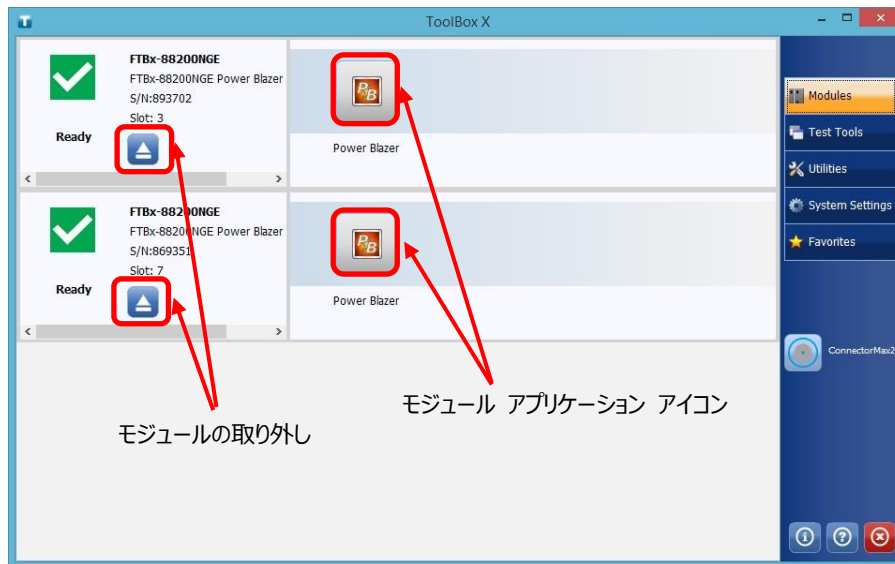 ToolBox X
FTBx-88200NGE
FTBx-88200NGE Power Blazer
S/N:893702
Slot: 3
Ready
PB
Power Blazer
FTBx-88200NGE
FTBx-88200NGE Power Blazer
S/N:869351
Slot: 7
Ready
PB
Power Blazer
モジュールの取り外し
モジュール アプリケーション アイコン
Modules
Test Tools
Utilities
System Settings
Favorites
ConnectorMax2